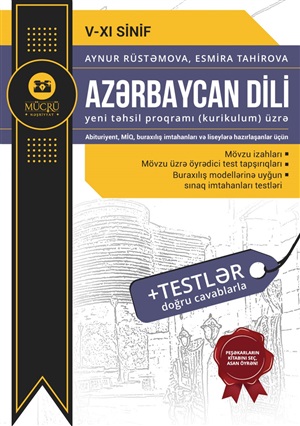 MÜCRÜ
NƏŞRİYYAT
V-XI SİNİF
AYNUR RÜSTƏMOVA, ESMİRA TAHİROVA
AZƏRBAYCAN DİLİ
yeni təhsil proqramı (kurikulum) üzrə
Abituriyent, MİQ, buraxılış imtahanları və liseylərə hazırlaşanlar üçün
Mövzu izahları
Mövzu üzrə öyrədici test tapşırıqları
Buraxılış modellərinə uyğun
sınaq imtahanları testləri
+TESTLƏR
doğru cavablarla
PEŞƏKARLARIN
KİTABINI SEÇ,
ASAN ÖYRƏN!